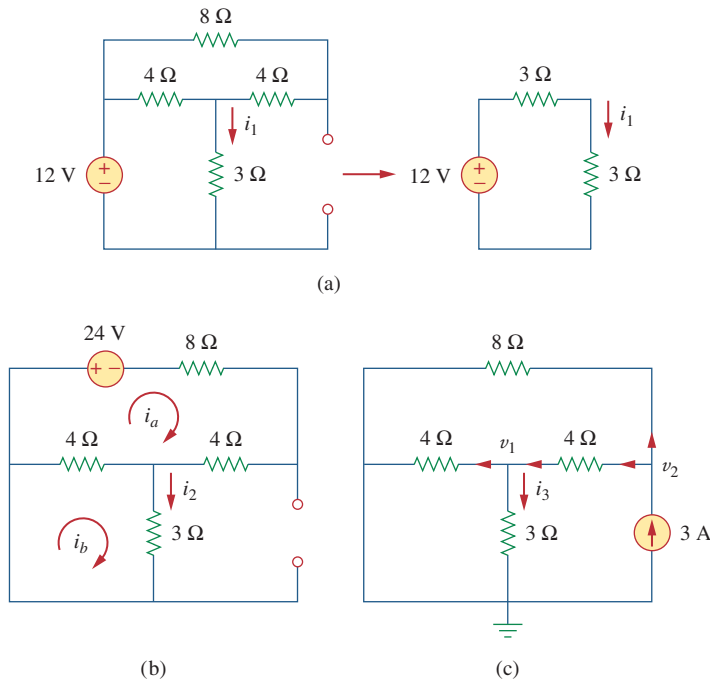 8 Ω
4 Ω 4 Ω
i1
12 V + − 3 Ω
3 Ω
i1
12 V + − 3 Ω
(a)
24 V
+ − 8 Ω
ia
4 Ω 4 Ω
i2
ib 3 Ω
(b)
8 Ω
4 Ω v1 4 Ω
v2
i3
3 Ω 3 A
(c)